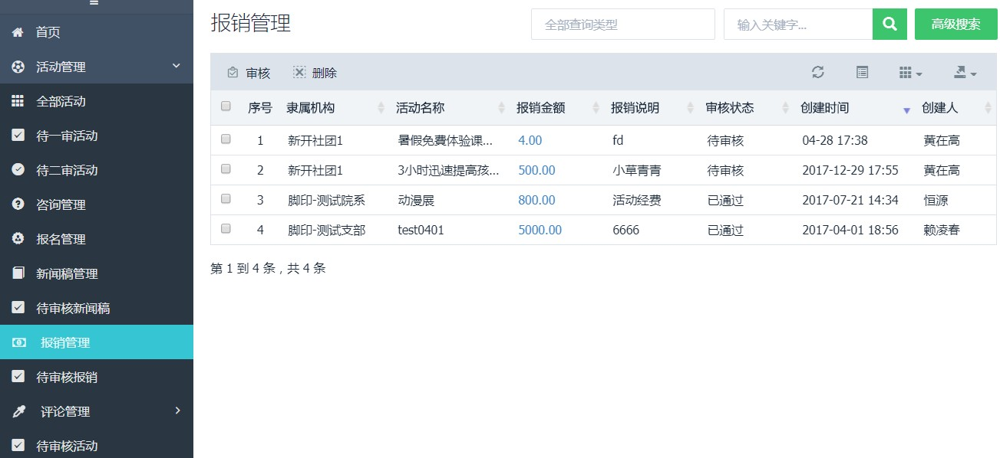 首页
活动管理
全部活动
待一审活动
待二审活动
咨询管理
报名管理
新闻稿管理
待审核新闻稿
报销管理
待审核报销
评论管理
待审核活动
报销管理
全部查询类型
输入关键字...
高级搜索
审核 删除
序号 隶属机构 活动名称 报销金额 报销说明 审核状态 创建时间 创建人
1 新开社团1 暑假免費体验课... 4.00 fd 待审核 04-28 17:38 黄在高
2 新开社团1 3小时迅速提高孩... 500.00 小草青青 待审核 2017-12-29 17:55 黄在高
3 脚印-测试院系 动漫展 800.00 活动经费 已通过 2017-07-21 14:34 恒源
4 脚印-测试支部 test0401 5000.00 6666 已通过 2017-04-01 18:56 赖凌春
第 1 到 4 条，共 4 条